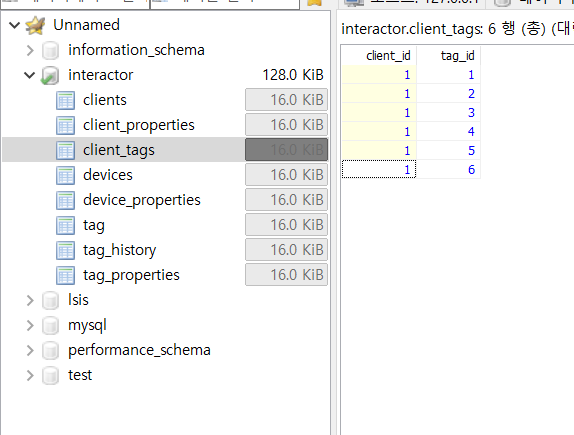 Unnamed
information_schema
interactor 128.0 KiB
clients 16.0 KiB
client_properties 16.0 KiB
client_tags 16.0 KiB
devices 16.0 KiB
device_properties 16.0 KiB
tag 16.0 KiB
tag_history 16.0 KiB
tag_properties 16.0 KiB
lsis
mysql
performance_schema
test
interactor.client_tags: 6 행 (총) (대략
client_id tag_id
1 1
1 2
1 3
1 4
1 5
1 6